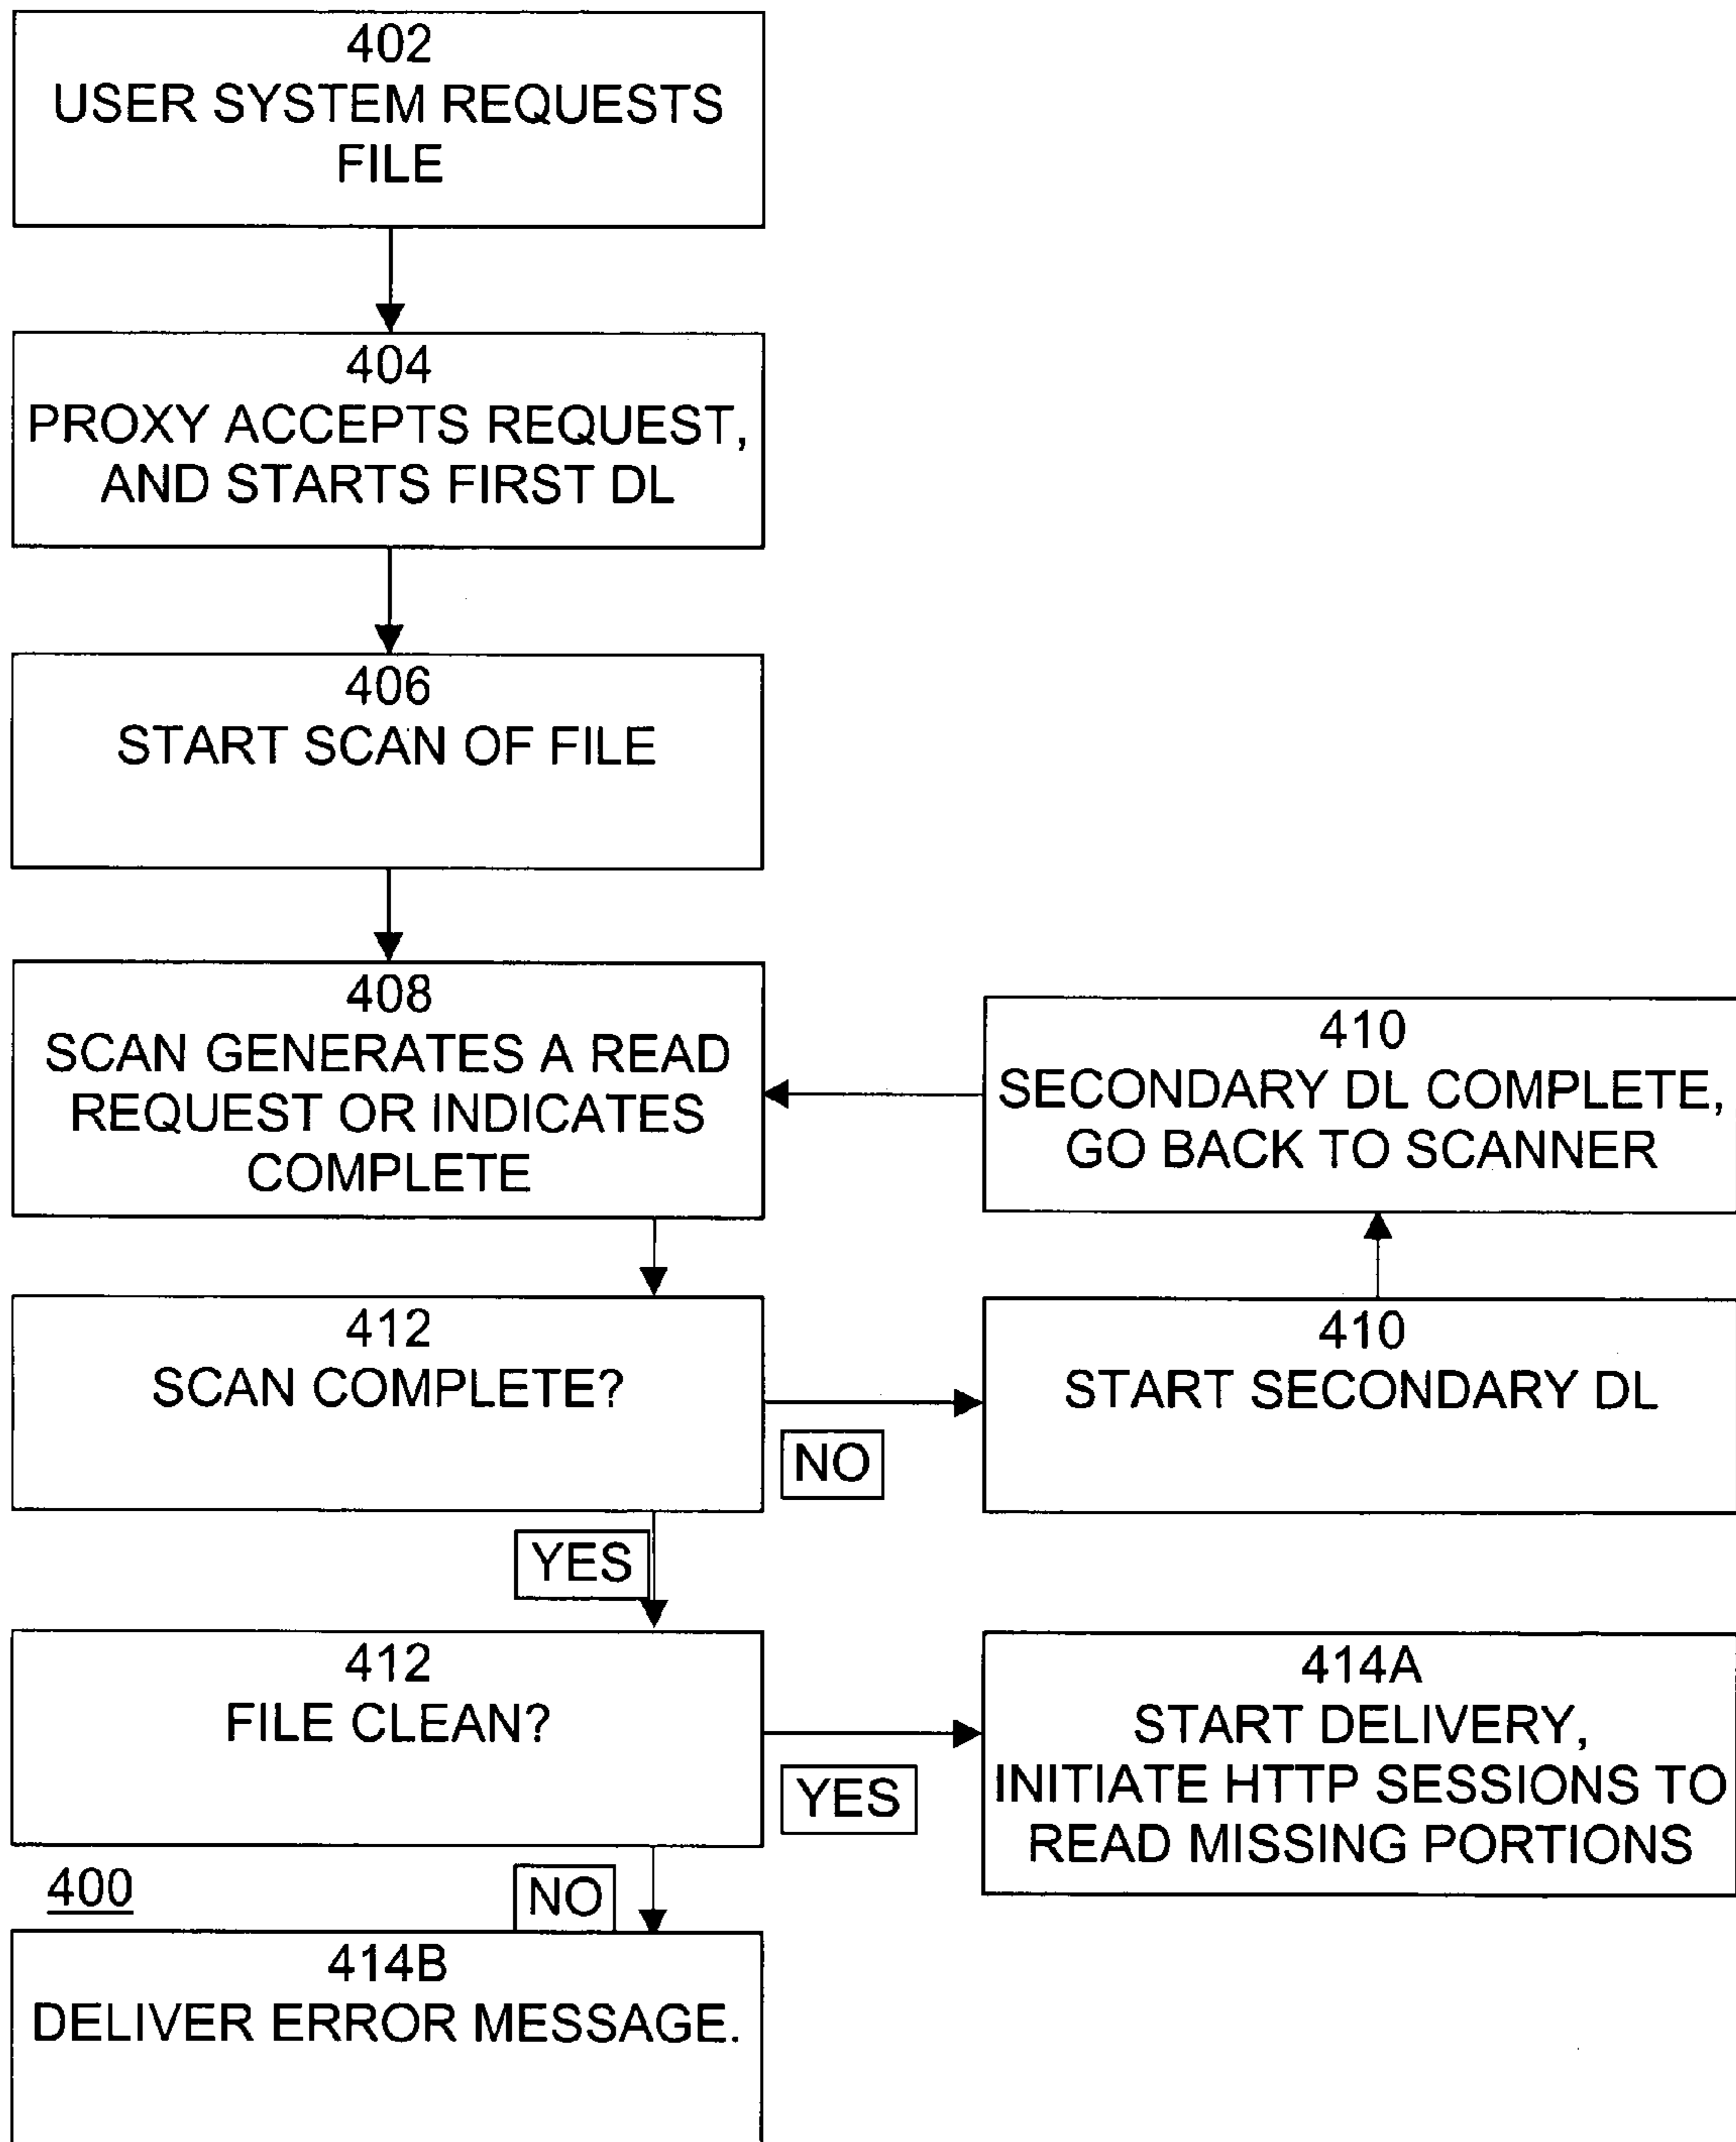 402
USER SYSTEM REQUESTS
FILE
404
PROXY ACCEPTS REQUEST,
AND STARTS FIRST DL
406
START SCAN OF FILE
408
SCAN GENERATES A READ
REQUEST OR INDICATES
COMPLETE
410
SECONDARY DL COMPLETE,
GO BACK TO SCANNER
412
SCAN COMPLETE?
NO
410
START SECONDARY DL
YES
412
FILE CLEAN?
YES
414A
START DELIVERY,
INITIATE HTTP SESSIONS TO
READ MISSING PORTIONS
400
NO
414B
DELIVER ERROR MESSAGE.